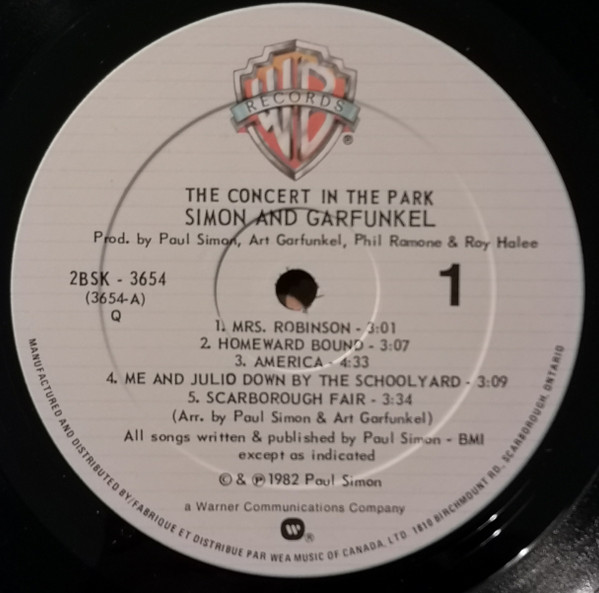 WB
RECORDS
®
THE CONCERT IN THE PARK
SIMON AND GARFUNKEL
Prod. by Paul Simon, Art Garfunkel, Phil Ramone & Roy Halee
2BSK - 3654
(3654-A)
Q
1
1. MRS. ROBINSON - 3:01
2. HOMEWARD BOUND - 3:07
3. AMERICA - 4:33
4. ME AND JULIO DOWN BY THE SCHOOLYARD - 3:09
5. SCARBOROUGH FAIR - 3:34
(Arr. by Paul Simon & Art Garfunkel)
All songs written & published by Paul Simon - BMI
except as indicated
© & ℗ 1982 Paul Simon
a Warner Communications Company
®
MANUFACTURED AND DISTRIBUTED BY/FABRIQUE ET DISTRIBUE PAR WEA MUSIC OF CANADA, LTD. 1810 BIRCHMOUNT RD., SCARBOROUGH, ONTARIO